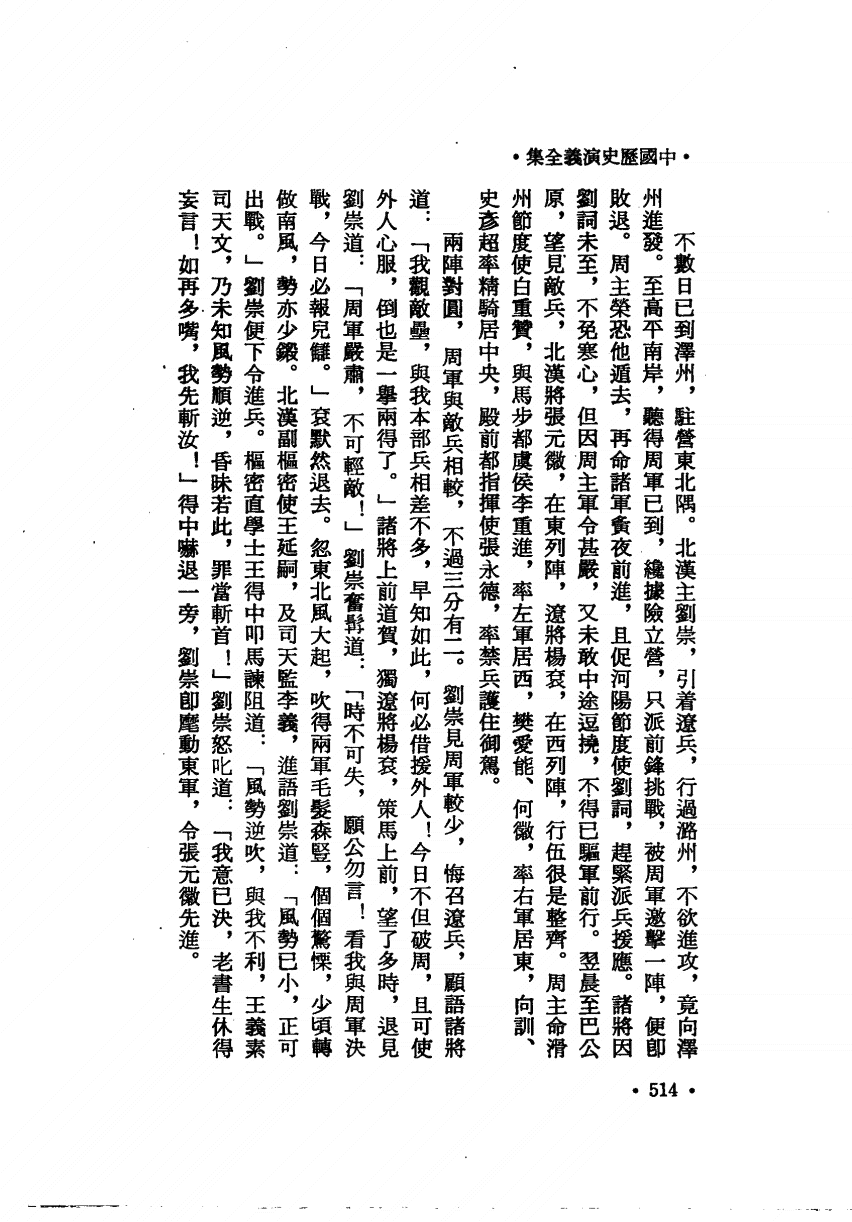 •中國歷史演義全集•
不數日已到澤州，駐營東北隅。北漢主劉崇，引着遼兵，行過潞州，不欲進攻，竟向澤
州進發。至高平南岸，聽得周軍已到，纔據險立營，只派前鋒挑戰，被周軍邀擊一陣，便卽
敗退。周主榮恐他遁去，再命諸軍夤夜前進，且促河陽節度使劉詞，趕緊派兵援應。諸將因
劉詞未至，不免寒心，但因周主軍令甚嚴，又未敢中途逗撓，不得已驅軍前行。翌晨至巴公
原，望見敵兵，北漢將張元徽，在東列陣，遼將楊袞，在西列陣，行伍很是整齊。周主命滑
州節度使白重贊，與馬步都虞侯李重進，率左軍居西，樊愛能、何徽，率右軍居東，向訓、
史彥超率精騎居中央，殿前都指揮使張永德，率禁兵護住御駕。
兩陣對圓，周軍與敵兵相較，不過三分有二。劉崇見周軍較少，悔召遼兵，顧語諸將
道：「我觀敵壘，與我本部兵相差不多，早知如此，何必借援外人！今日不但破周，且可使
外人心服，倒也是一舉兩得了。」諸將上前道賀，獨遼將楊袞，策馬上前，望了多時，退見
劉崇道：「周軍嚴肅，不可輕敵！」劉崇奮髯道：「時不可失，願公勿言！看我與周軍決
戰，今日必報兒讎。」袞默然退去。忽東北風大起，吹得兩軍毛髮森豎，個個驚慄，少頃轉
做南風，勢亦少鍛。北漢副樞密使王延嗣，及司天監李義，進語劉崇道：「風勢已小，正可
出戰。」劉崇便下令進兵。樞密直學士王得中叩馬諫阻道：「風勢逆吹，與我不利，王義素
司天文，乃未知風勢順逆，昏昧若此，罪當斬首！」劉崇怒叱道：「我意已決，老書生休得
妄言！如再多嘴，我先斬汝！」得中嚇退一旁，劉崇卽麾動東軍，令張元徽先進。
•514•